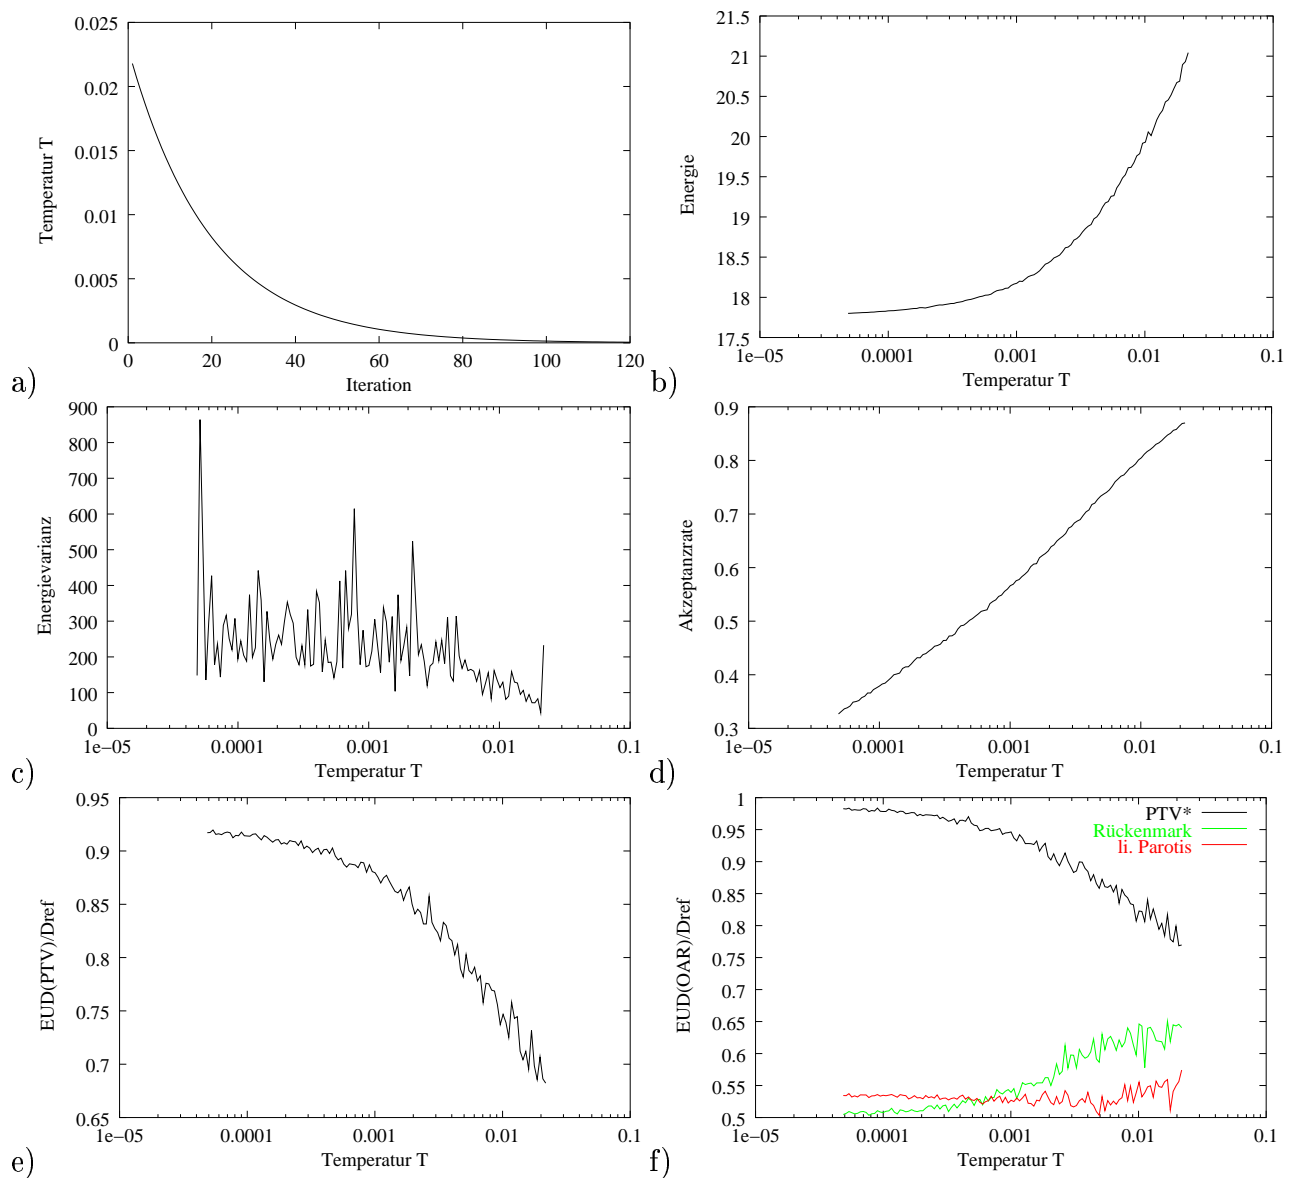 0.025
0.02
0.015
0.01
0.005
0
0 20 40 60 80 100 120
Temperatur T
Iteration
a)
21.5
21
20.5
20
19.5
19
18.5
18
17.5
1e-05 0.0001 0.001 0.01 0.1
Energie
Temperatur T
b)
900
800
700
600
500
400
300
200
100
0
1e-05 0.0001 0.001 0.01 0.1
Energievarianz
Temperatur T
c)
0.9
0.8
0.7
0.6
0.5
0.4
0.3
1e-05 0.0001 0.001 0.01 0.1
Akzeptanzrate
Temperatur T
d)
0.95
0.9
0.85
0.8
0.75
0.7
0.65
1e-05 0.0001 0.001 0.01 0.1
EUD(PTV)/Dref
Temperatur T
e)
1
0.95
0.9
0.85
0.8
0.75
0.7
0.65
0.6
0.55
0.5
1e-05 0.0001 0.001 0.01 0.1
EUD(OAR)/Dref
Temperatur T
PTV*
Rückenmark
li. Parotis
f)